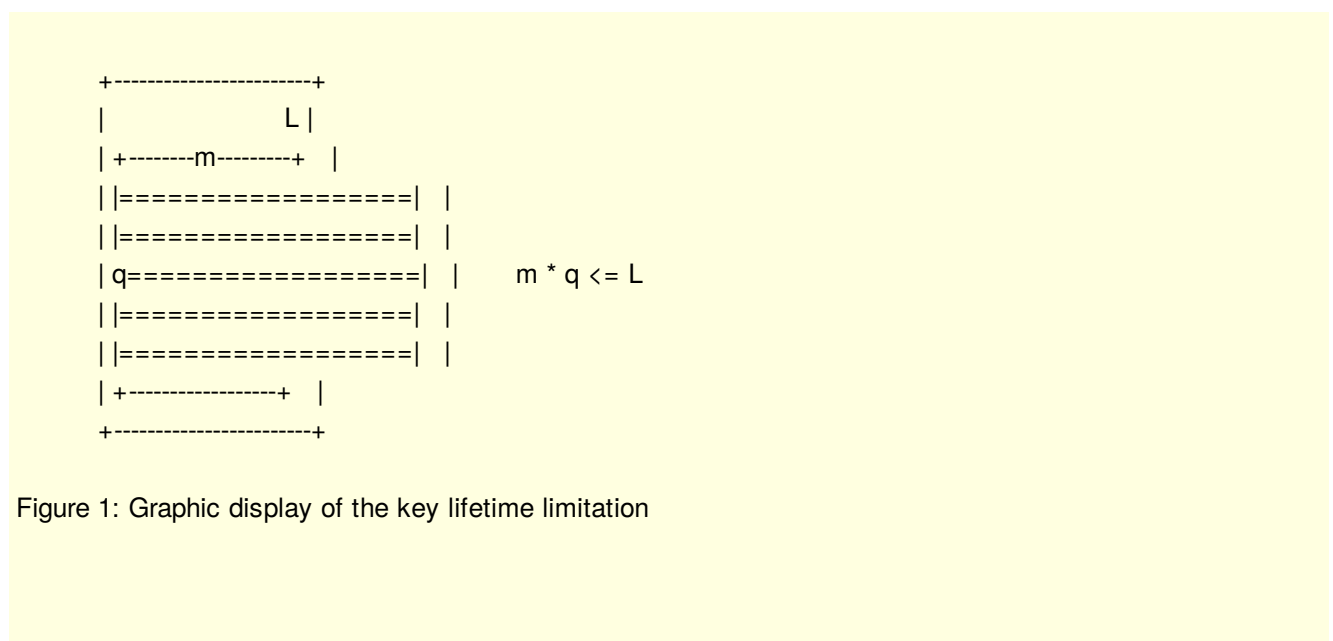 +------------------------+
|                      L |
| +--------m---------+   |
| |==================|   |
| |==================|   |
| q==================|   |     m * q <= L
| |==================|   |
| |==================|   |
| +------------------+   |
+------------------------+
Figure 1: Graphic display of the key lifetime limitation